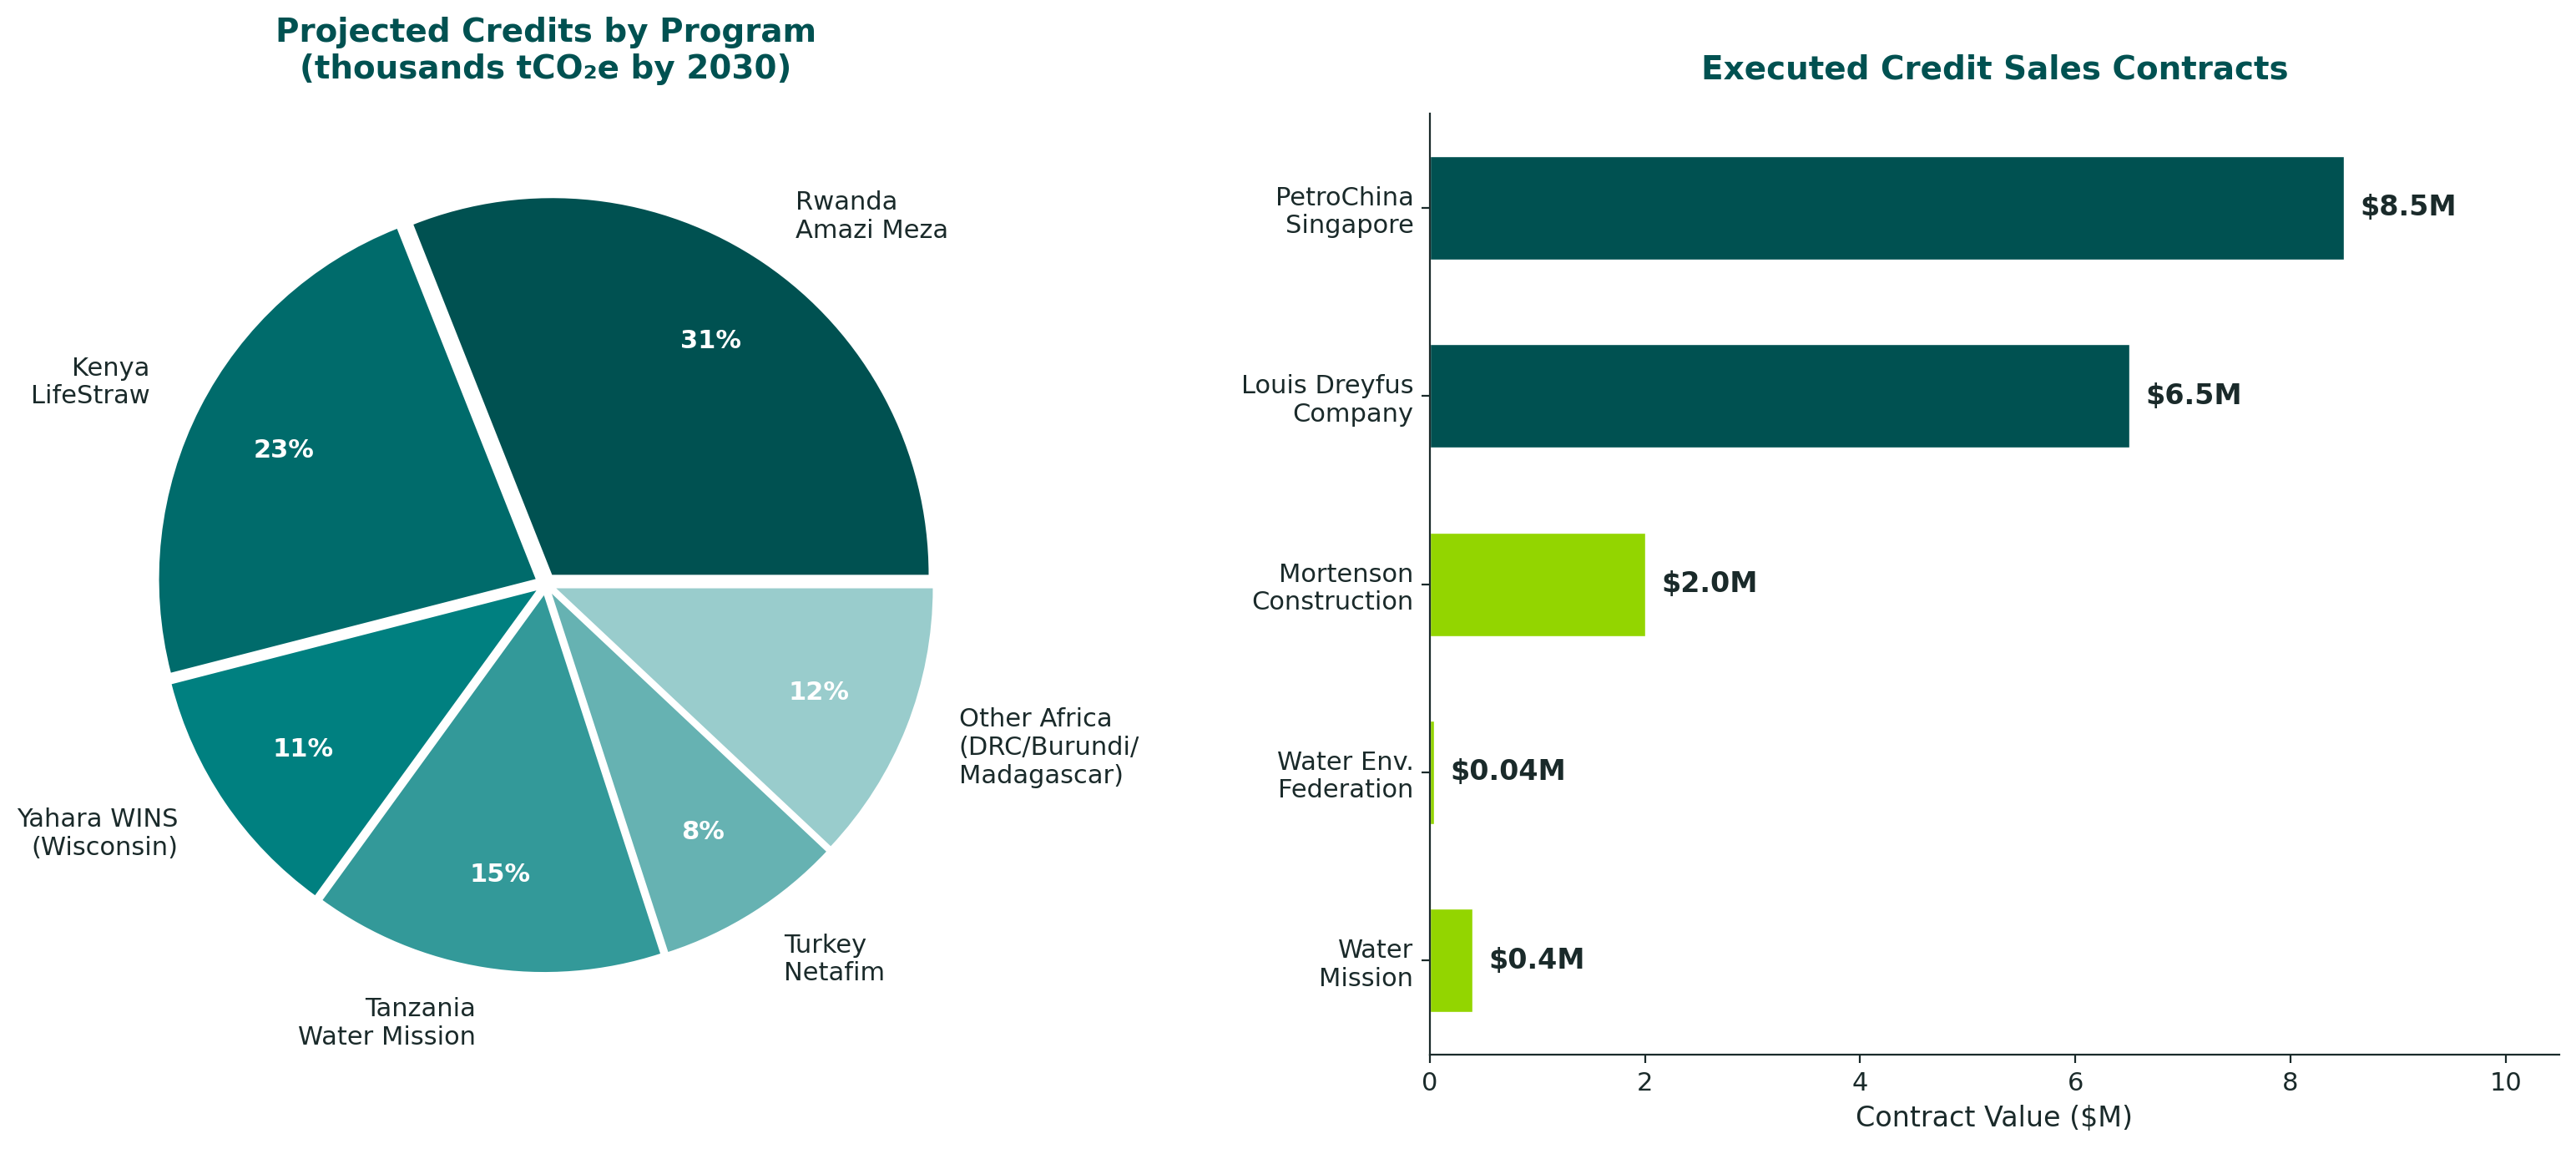 Projected Credits by Program
(thousands tCO₂e by 2030)
Rwanda
Amazi Meza
31%
Kenya
LifeStraw
23%
Yahara WINS
(Wisconsin)
11%
Tanzania
Water Mission
15%
Turkey
Netafim
8%
Other Africa
(DRC/Burundi/
Madagascar)
12%
Executed Credit Sales Contracts
PetroChina
Singapore
$8.5M
Louis Dreyfus
Company
$6.5M
Mortenson
Construction
$2.0M
Water Env.
Federation
$0.04M
Water
Mission
$0.4M
0 2 4 6 8 10
Contract Value ($M)